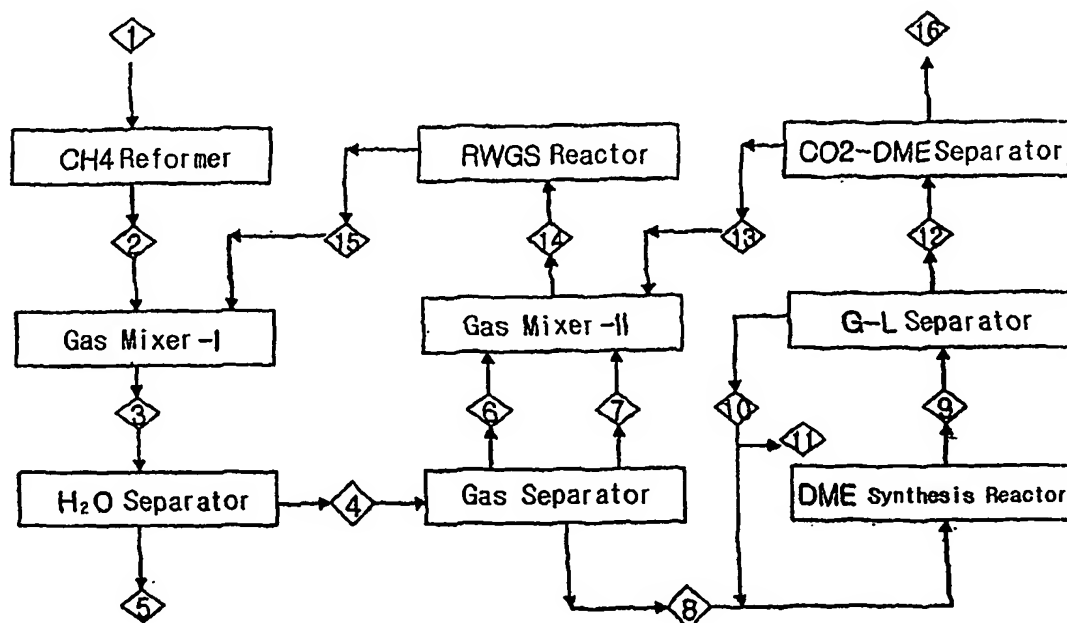 1
16
CH4 Reformer
RWGS Reactor
CO2-DME Separator
2
15
14
13
12
Gas Mixer-I
Gas Mixer-II
G-L Separator
3
6
7
10
9
11
H₂O Separator
4
Gas Separator
DME Synthesis Reactor
5
8